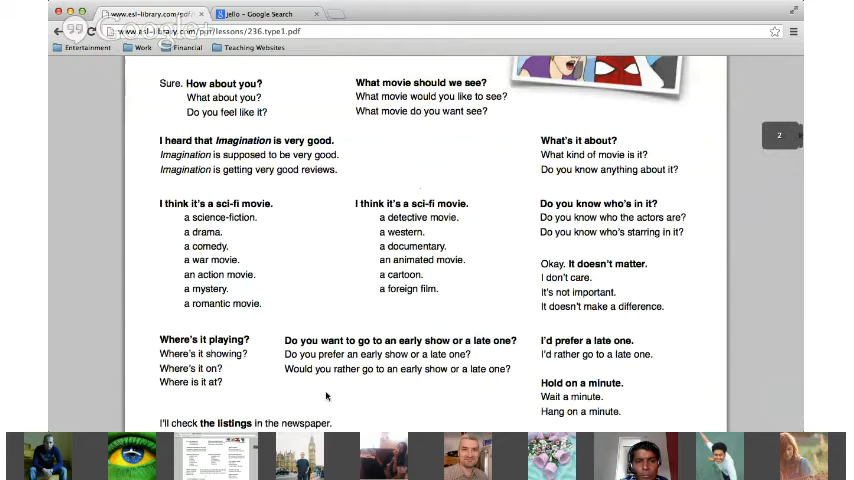 www.esl-library.com/pdf/
jello - Google Search
www.esl-library.com/pdf/lessons/236.type1.pdf
Google+
Entertainment Work Financial Teaching Websites
Sure. How about you?
What about you?
Do you feel like it?
What movie should we see?
What movie would you like to see?
What movie do you want see?
I heard that Imagination is very good.
Imagination is supposed to be very good.
Imagination is getting very good reviews.
What's it about?
What kind of movie is it?
Do you know anything about it?
2
I think it's a sci-fi movie.
a science-fiction.
a drama.
a comedy.
a war movie.
an action movie.
a mystery.
a romantic movie.
I think it's a sci-fi movie.
a detective movie.
a western.
a documentary.
an animated movie.
a cartoon.
a foreign film.
Do you know who's in it?
Do you know who the actors are?
Do you know who's starring in it?
Okay. It doesn't matter.
I don't care.
It's not important.
It doesn't make a difference.
Where's it playing?
Where's it showing?
Where's it on?
Where is it at?
Do you want to go to an early show or a late one?
Do you prefer an early show or a late one?
Would you rather go to an early show or a late one?
I'd prefer a late one.
I'd rather go to a late one.
Hold on a minute.
Wait a minute.
Hang on a minute.
I'll check the listings in the newspaper.